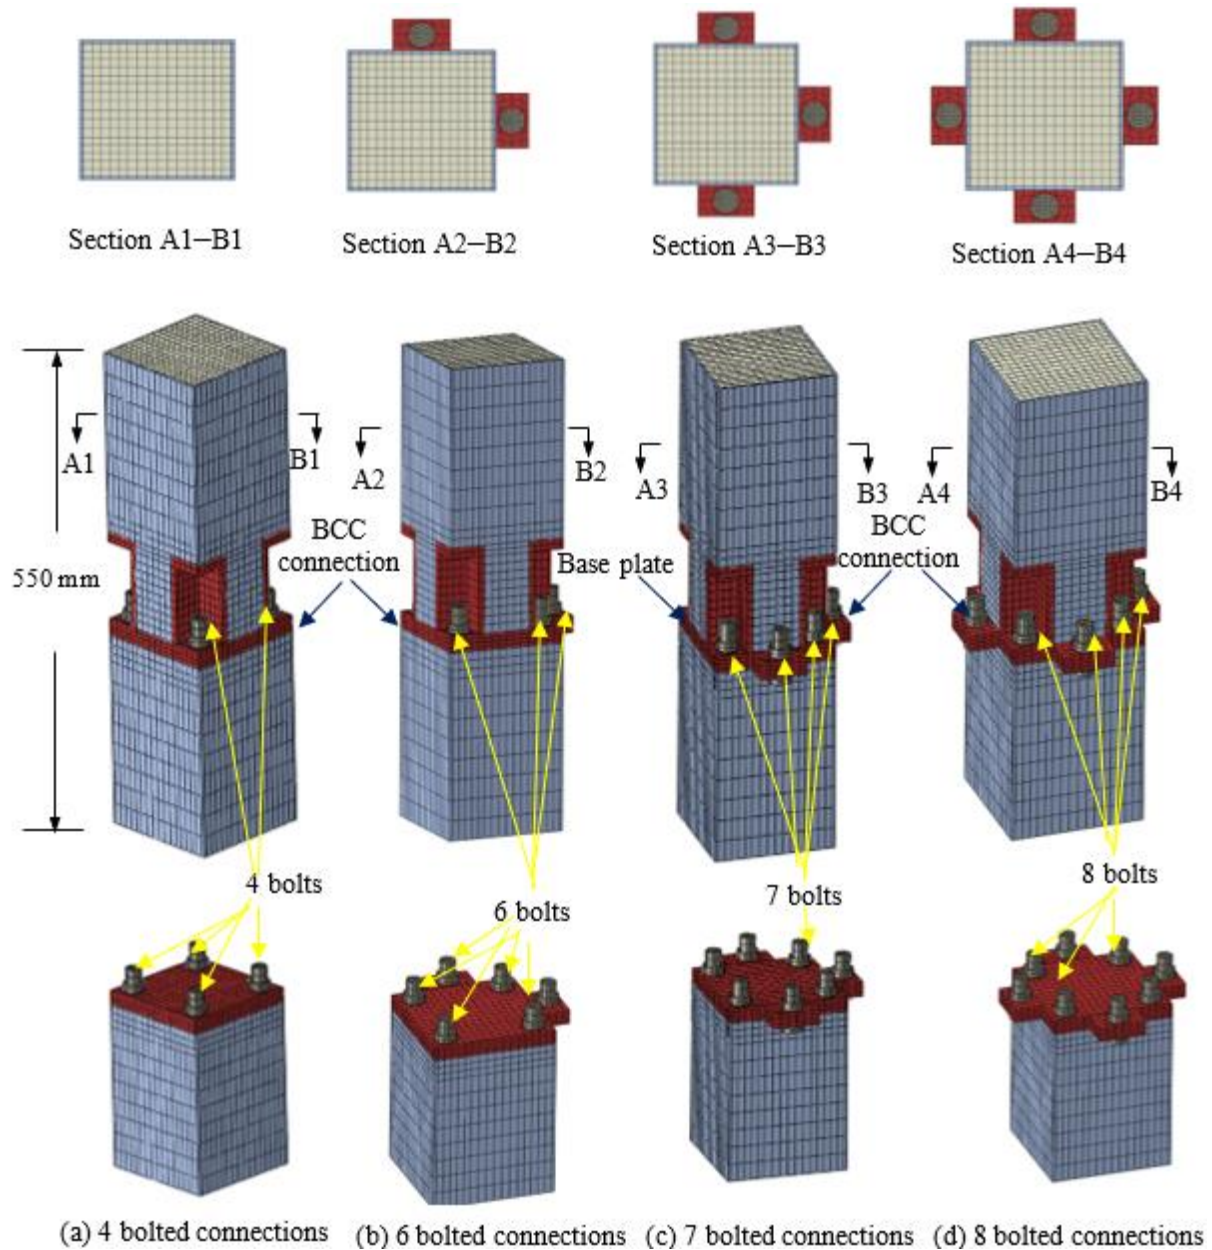 Section A1–B1
Section A2–B2
Section A3–B3
Section A4–B4
A1
B1
A2
B2
A3
B3
A4
B4
BCC
connection
Base plate
BCC
connection
550 mm
4 bolts
6 bolts
7 bolts
8 bolts
(a) 4 bolted connections
(b) 6 bolted connections
(c) 7 bolted connections
(d) 8 bolted connections